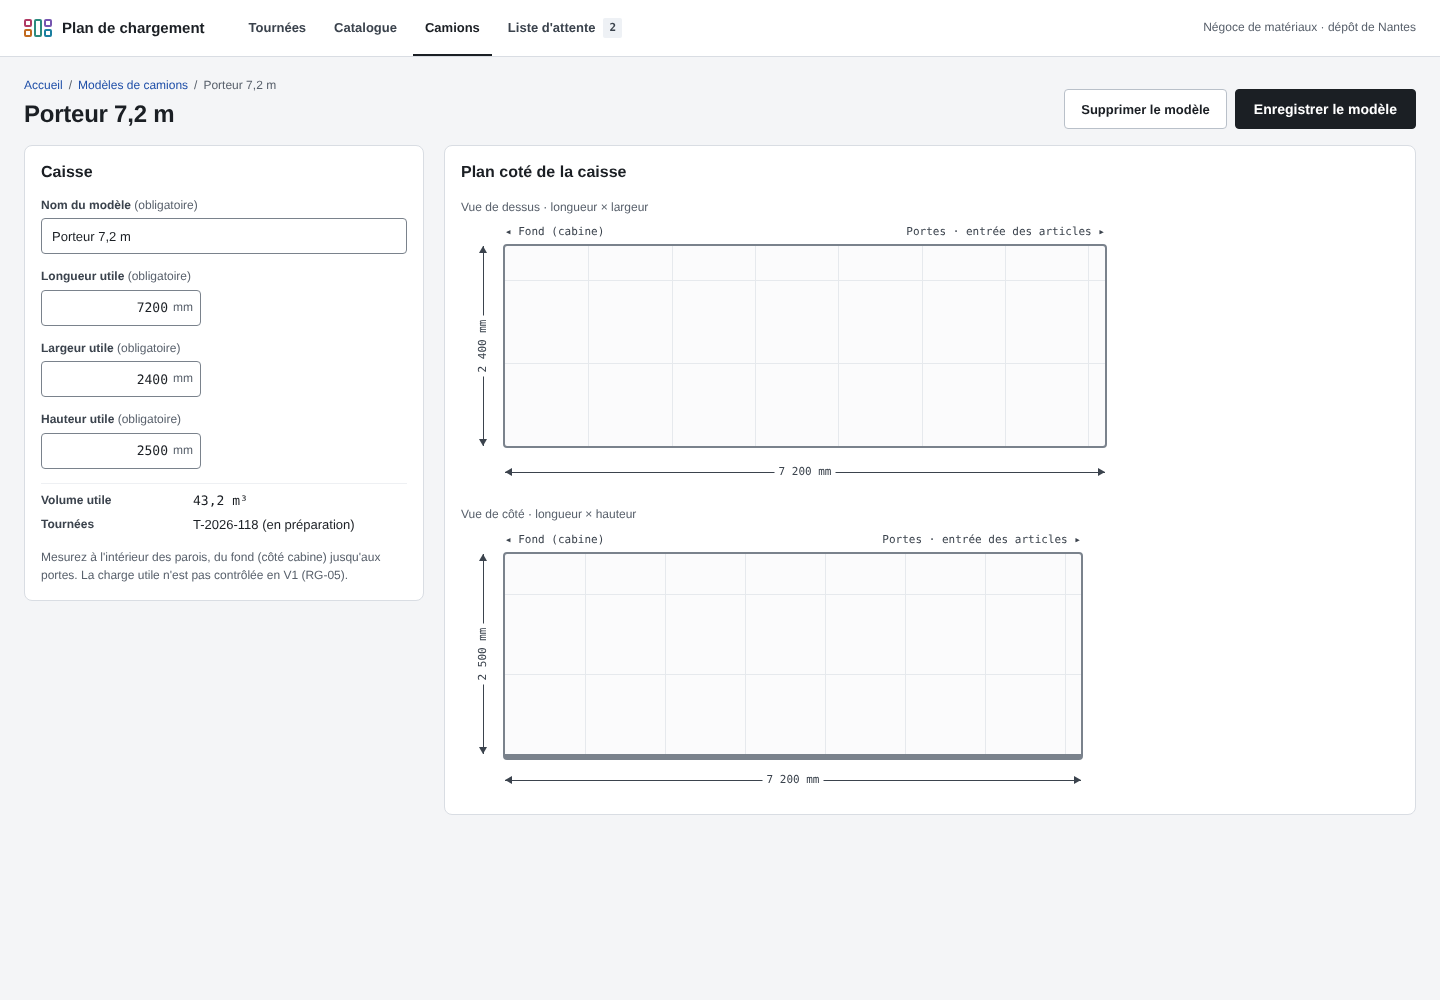 Plan de chargement
Tournées
Catalogue
Camions
Liste d'attente 2
Négoce de matériaux · dépôt de Nantes
Accueil / Modèles de camions / Porteur 7,2 m
Porteur 7,2 m
Supprimer le modèle
Enregistrer le modèle
Caisse
Nom du modèle (obligatoire)
Porteur 7,2 m
Longueur utile (obligatoire)
7200 mm
Largeur utile (obligatoire)
2400 mm
Hauteur utile (obligatoire)
2500 mm
Volume utile 43,2 m³
Tournées T-2026-118 (en préparation)
Mesurez à l'intérieur des parois, du fond (côté cabine) jusqu'aux
portes. La charge utile n'est pas contrôlée en V1 (RG-05).
Plan coté de la caisse
Vue de dessus · longueur × largeur
◂ Fond (cabine)
Portes · entrée des articles ▸
2 400 mm
7 200 mm
Vue de côté · longueur × hauteur
◂ Fond (cabine)
Portes · entrée des articles ▸
2 500 mm
7 200 mm